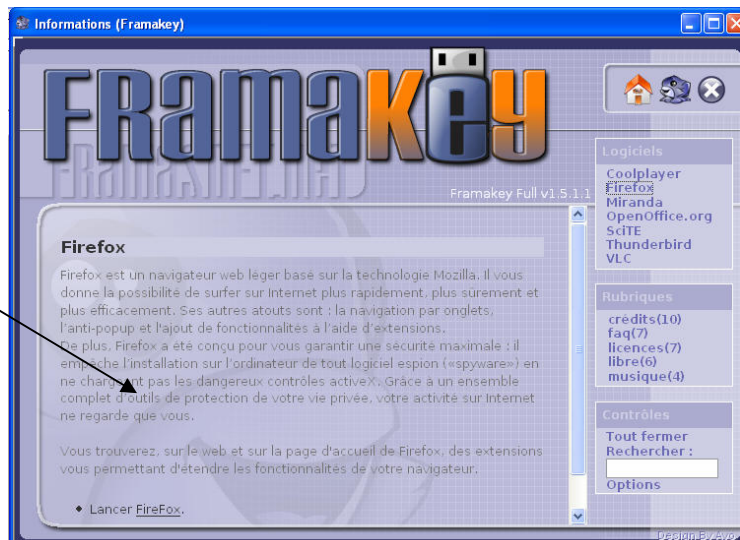 Informations (Framakey)
FRamaKey
Framakey Full v1.5.1.1
Firefox
Firefox est un navigateur web léger basé sur la technologie Mozilla. Il vous
donne la possibilité de surfer sur Internet plus rapidement, plus sûrement et
plus efficacement. Ses autres atouts sont : la navigation par onglets,
l'anti-popup et l'ajout de fonctionnalités à l'aide d'extensions.
De plus, Firefox a été conçu pour vous garantir une sécurité maximale : il
empêche l'installation sur l'ordinateur de tout logiciel espion («spyware») en
ne chargeant pas les dangereux contrôles activeX. Grâce à un ensemble
complet d'outils de protection de votre vie privée, votre activité sur Internet
ne regarde que vous.
Vous trouverez, sur le web et sur la page d'accueil de Firefox, des extensions
vous permettant d'étendre les fonctionnalités de votre navigateur.
◆ Lancer FireFox.
Logiciels
Coolplayer
Firefox
Miranda
OpenOffice.org
SciTE
Thunderbird
VLC
Rubriques
crédits(10)
faq(7)
licences(7)
libre(6)
musique(4)
Contrôles
Tout fermer
Rechercher :
Options
Design By Avo